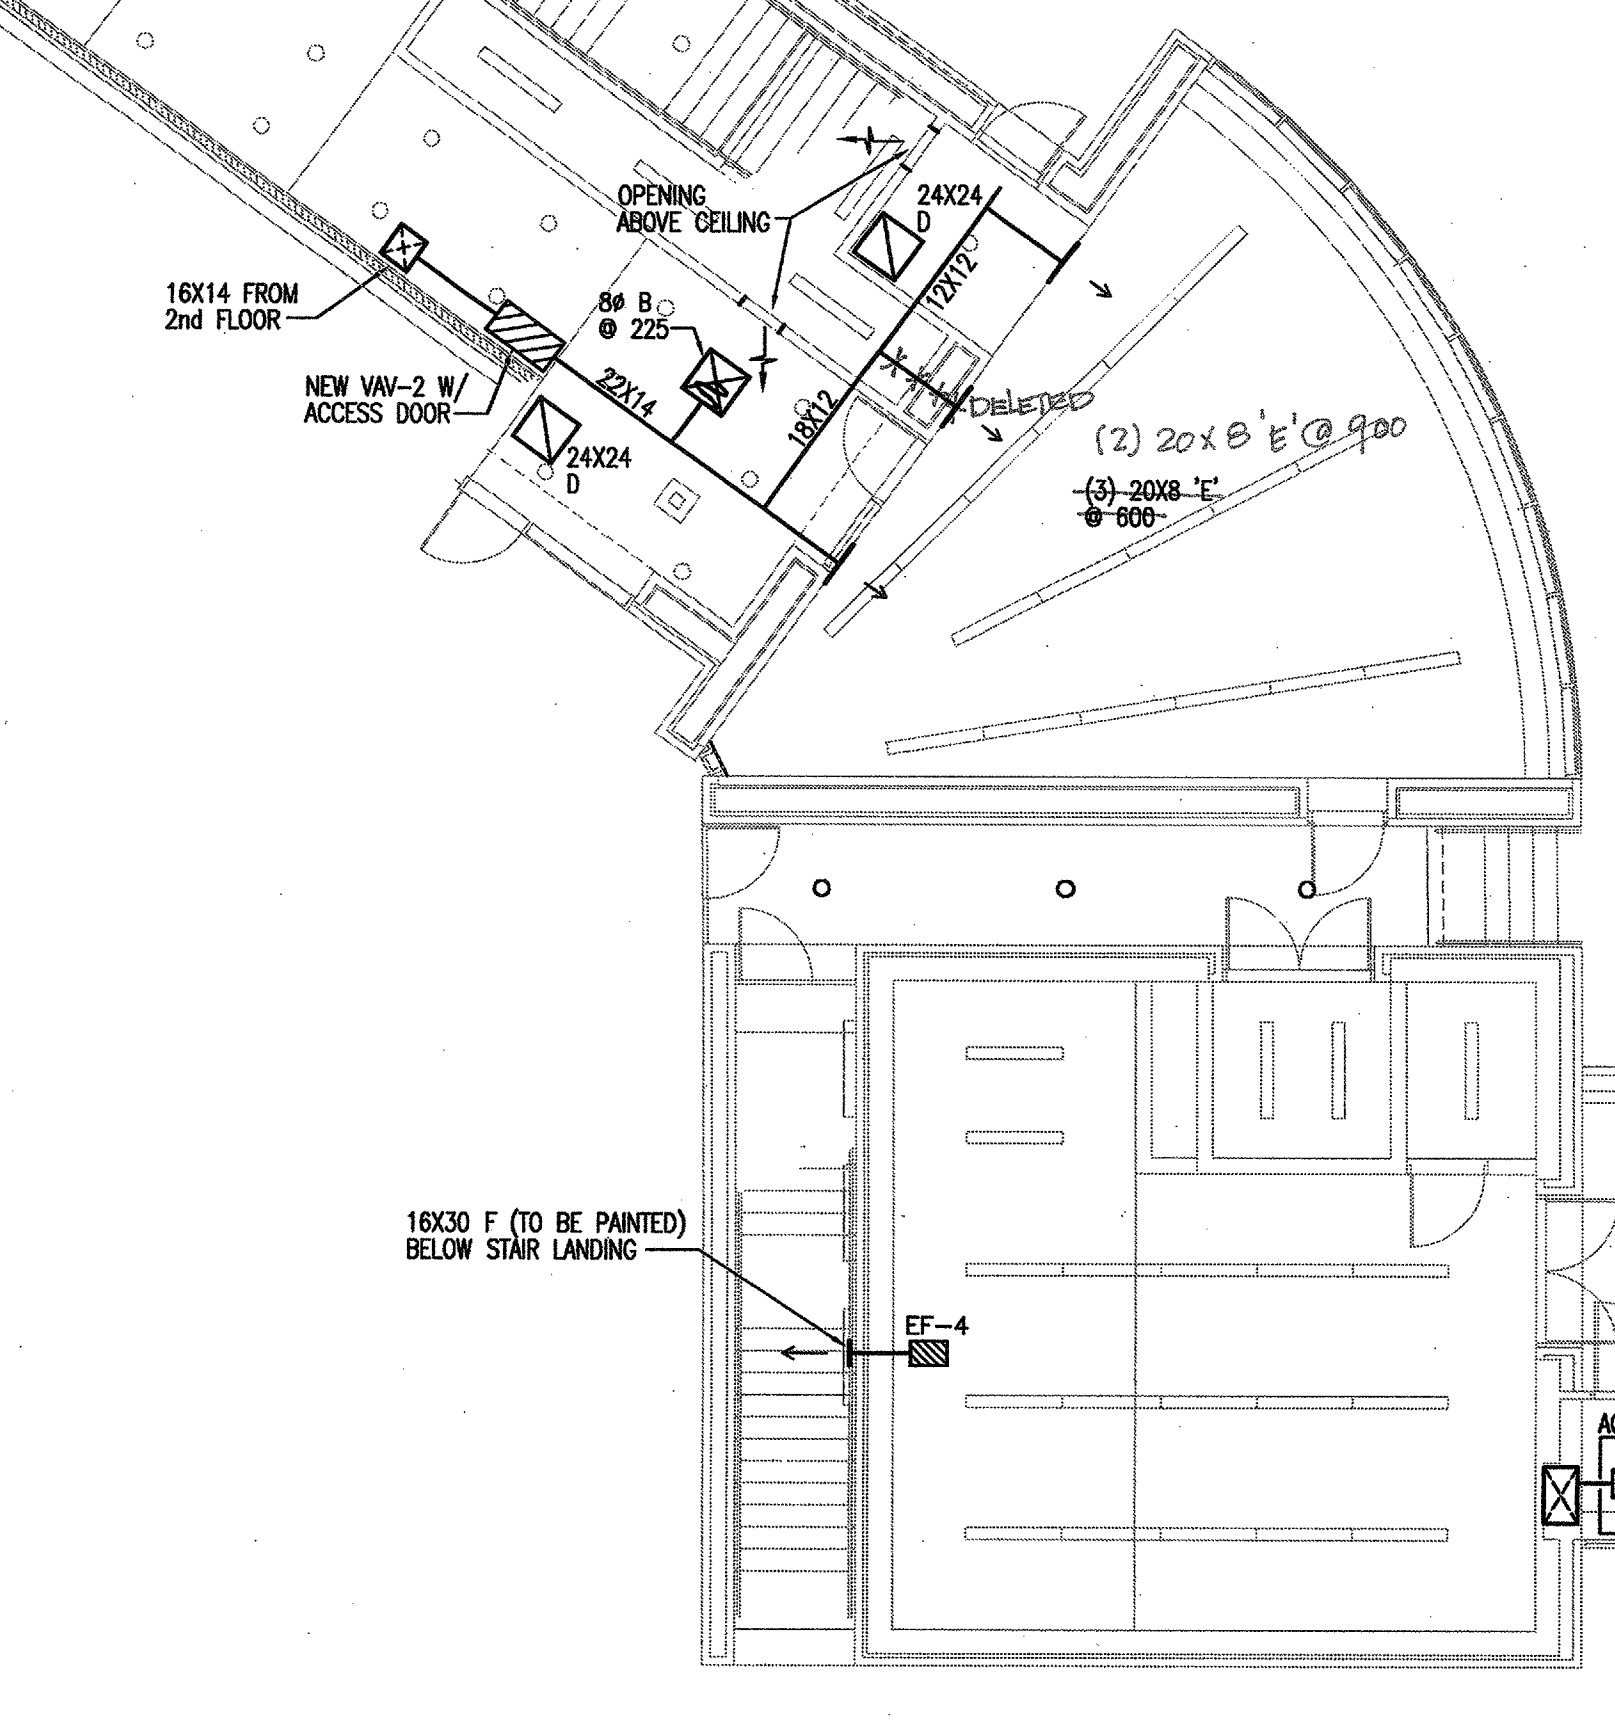 OPENING
ABOVE CEILING
24X24
D
12X12
16X14 FROM
2nd FLOOR
8ø B
@ 225
NEW VAV-2 W/
ACCESS DOOR
22X14
18X12
DELETED
(2) 20X8 'E' @ 900
(3) 20X8 'E'
@ 600
24X24
D
16X30 F (TO BE PAINTED)
BELOW STAIR LANDING
EF-4